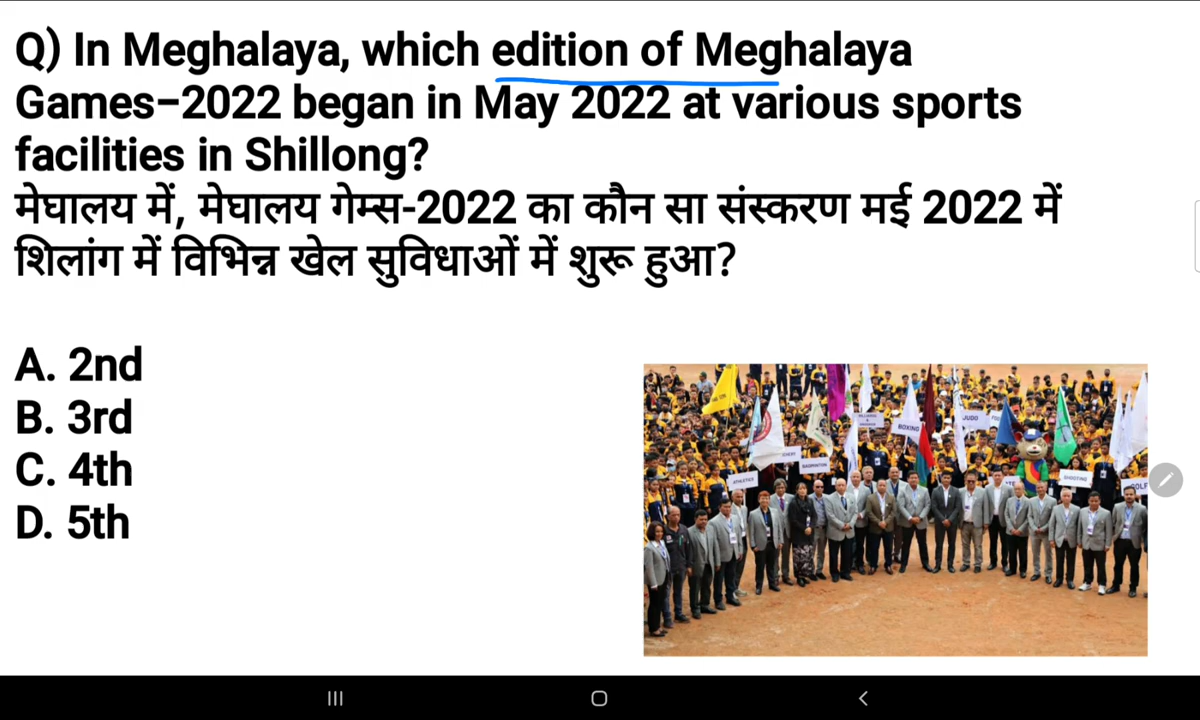 Q) In Meghalaya, which edition of Meghalaya
Games-2022 began in May 2022 at various sports
facilities in Shillong?
मेघालय में, मेघालय गेम्स-2022 का कौन सा संस्करण मई 2022 में
शिलांग में विभिन्न खेल सुविधाओं में शुरू हुआ?
A. 2nd
B. 3rd
C. 4th
D. 5th
BOXING
JUDO
BADMINTON
ATHLETICS
SHOOTING
GOLF